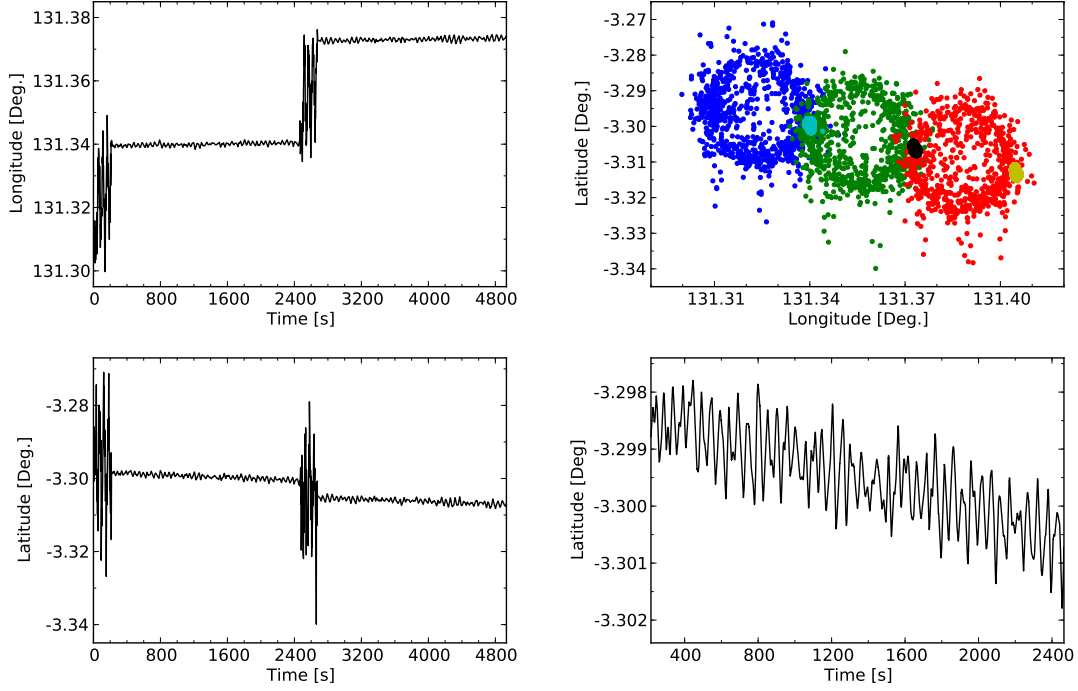 131.38
131.36
131.34
131.32
131.30
Longitude [Deg.]
0 800 1600 2400 3200 4000 4800
Time [s]
-3.27
-3.28
-3.29
-3.30
-3.31
-3.32
-3.33
-3.34
Latitude [Deg.]
131.31 131.34 131.37 131.40
Longitude [Deg.]
-3.28
-3.30
-3.32
-3.34
Latitude [Deg.]
0 800 1600 2400 3200 4000 4800
Time [s]
-3.298
-3.299
-3.300
-3.301
-3.302
Latitude [Deg]
400 800 1200 1600 2000 2400
Time [s]